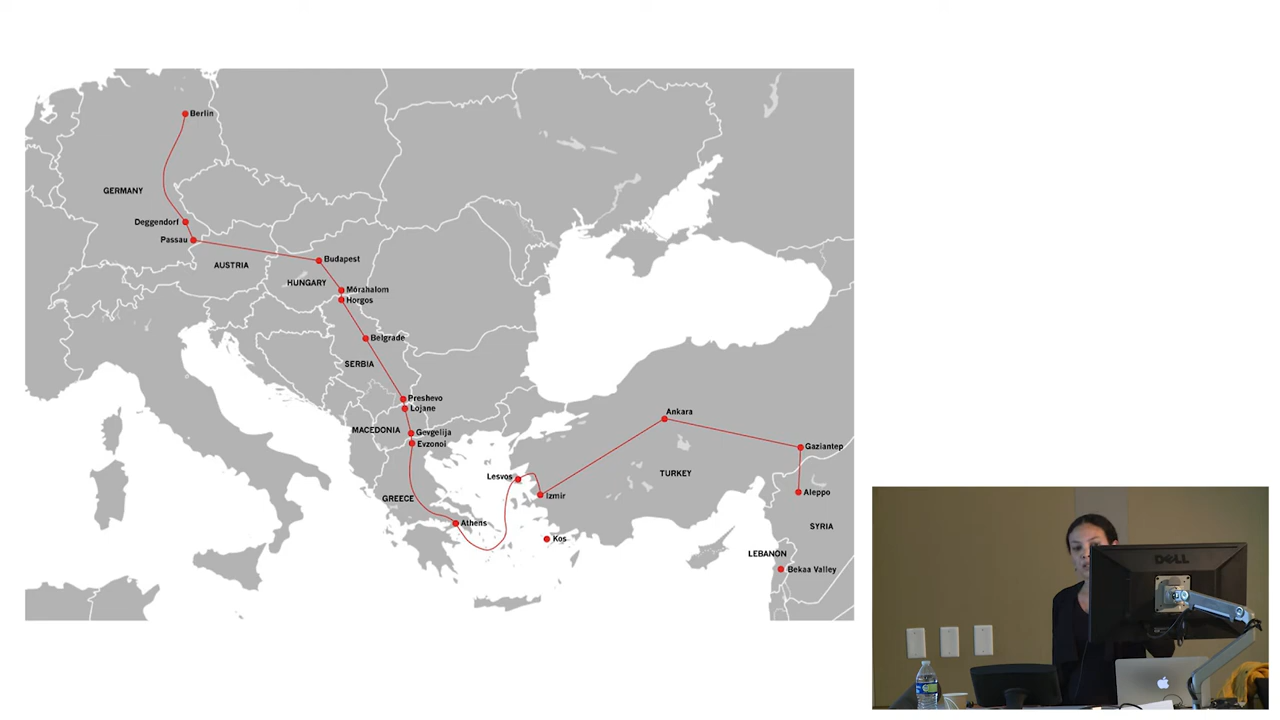 Berlin
GERMANY
Deggendorf
Passau
AUSTRIA
Budapest
HUNGARY
Mórahalom
Horgos
Belgrade
SERBIA
Preshevo
Lojane
MACEDONIA
Gevgelija
Evzonoi
Ankara
Gaziantep
Lesvos
TURKEY
Izmir
Aleppo
GREECE
Athens
SYRIA
Kos
LEBANON
Bekaa Valley
DELL